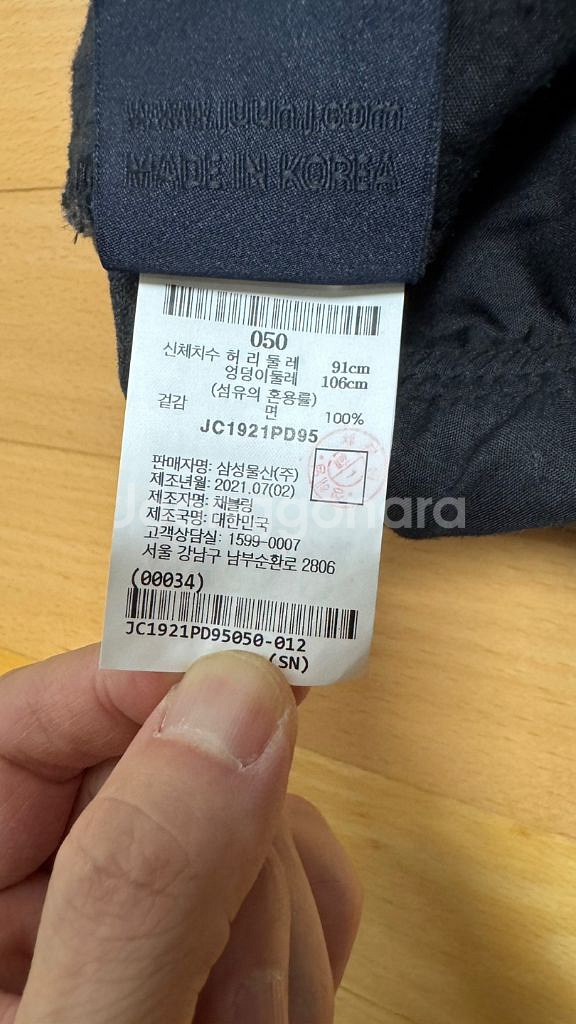 www.juunj.com
MADE IN KOREA
050
신체치수 허 리 둘 레 91cm
엉덩이둘레 106cm
(섬유의 혼용률)
겉감 면 100%
JC1921PD95
판매자명: 삼성물산(주)
제조년월: 2021.07(02)
제조자명: 채블링
제조국명: 대한민국
고객상담실: 1599-0007
서울 강남구 남부순환로 2806
(00034)
JC1921PD95050-012
(SN)